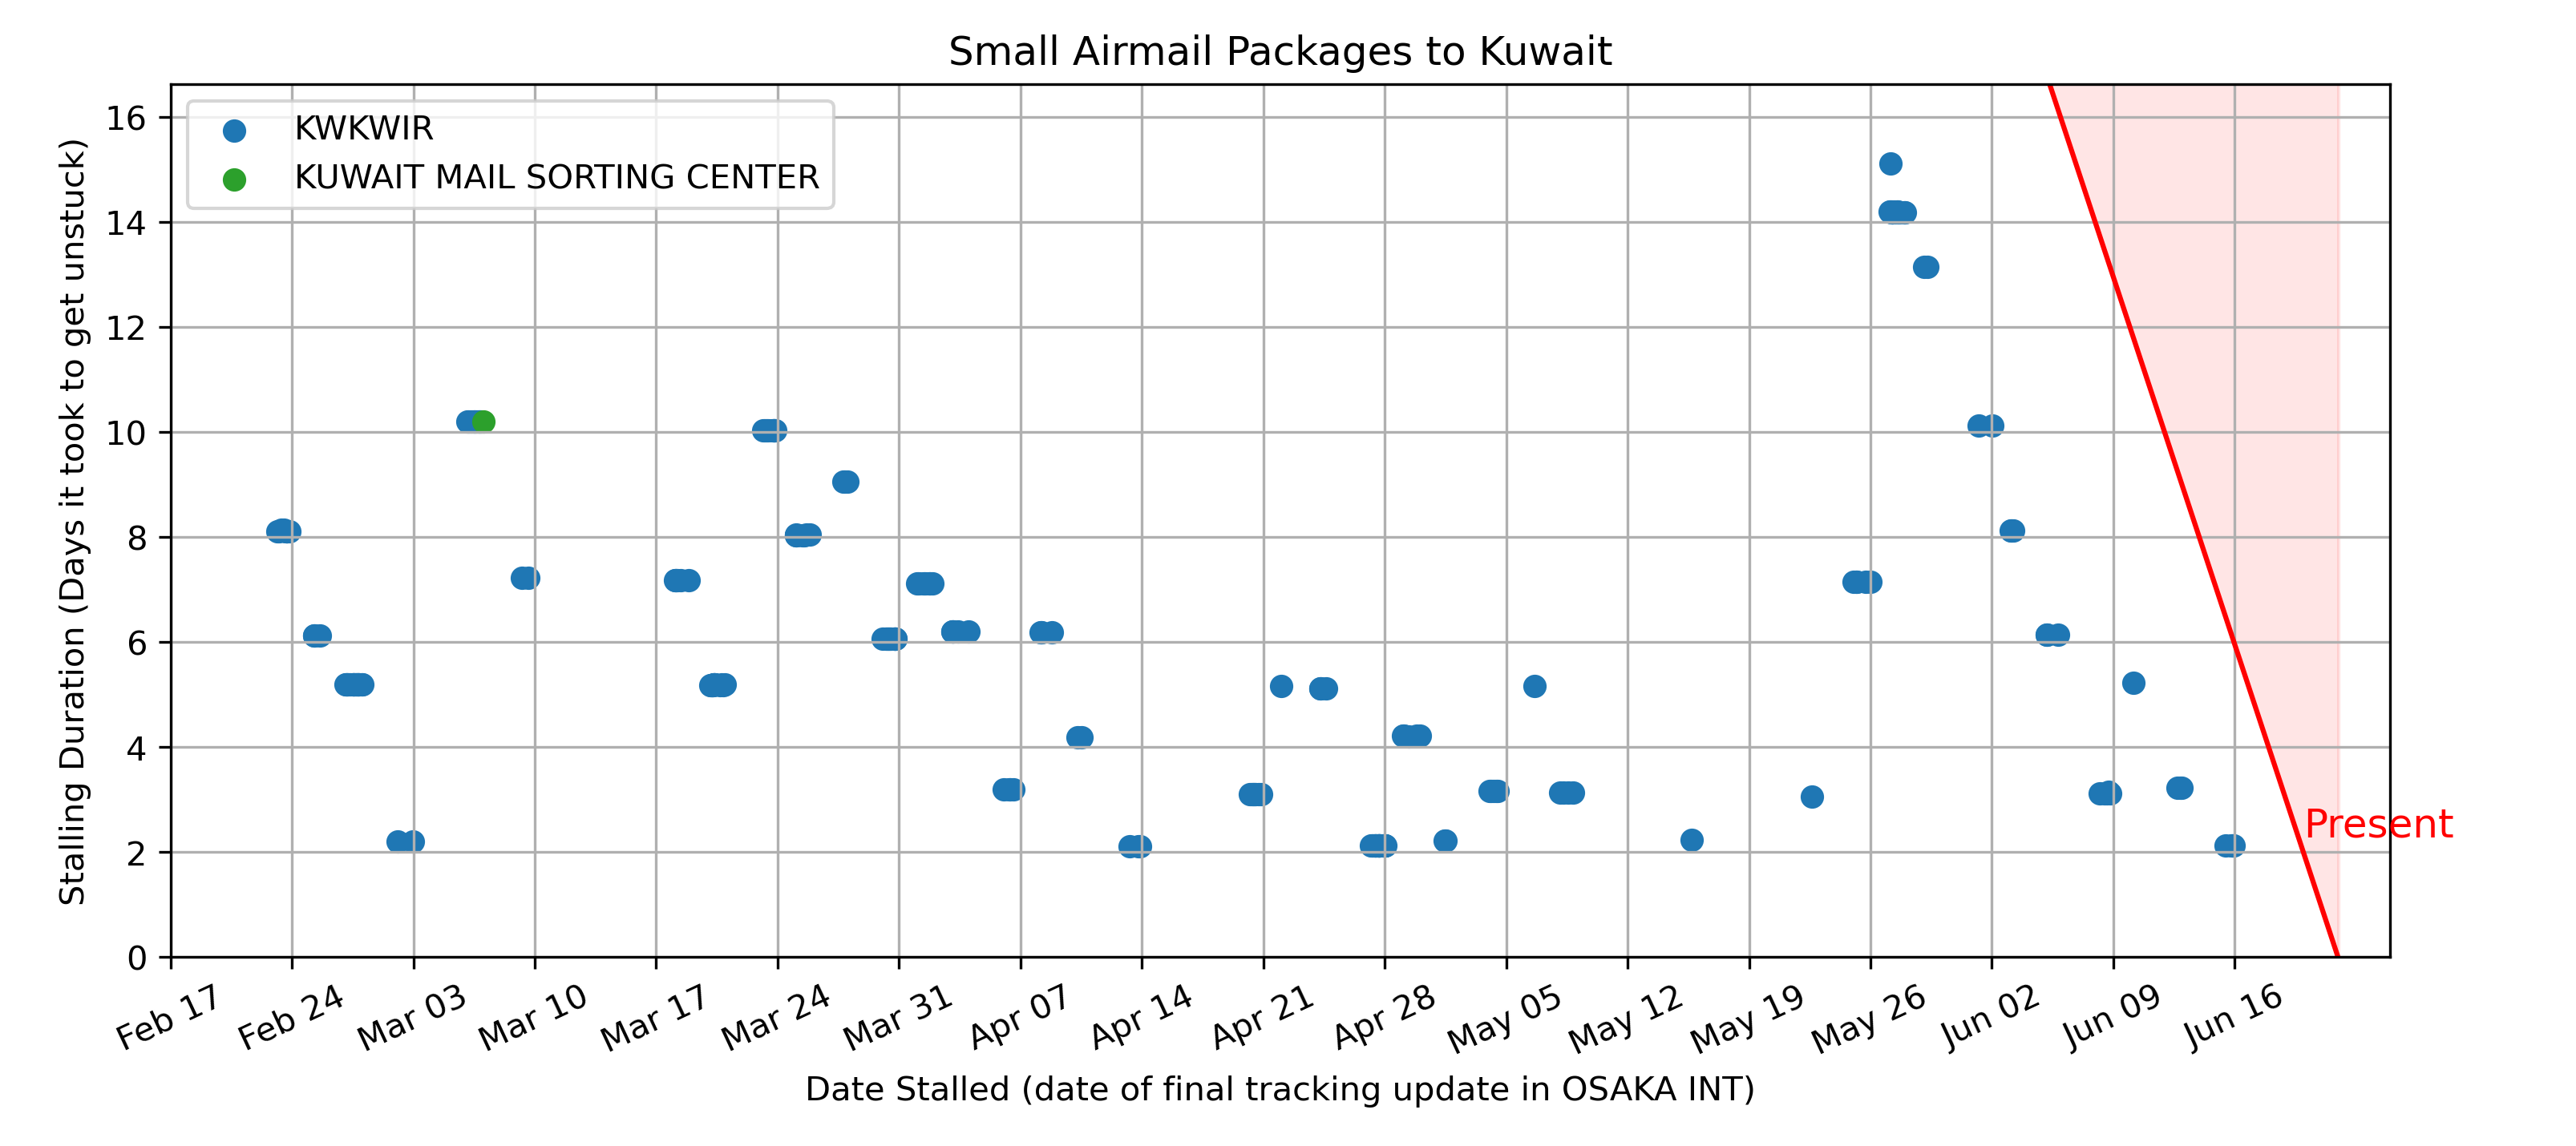 Small Airmail Packages to Kuwait
KWKWIR
KUWAIT MAIL SORTING CENTER
Stalling Duration (Days it took to get unstuck)
16
14
12
10
8
6
4
2
0
Present
Feb 17 Feb 24 Mar 03 Mar 10 Mar 17 Mar 24 Mar 31 Apr 07 Apr 14 Apr 21 Apr 28 May 05 May 12 May 19 May 26 Jun 02 Jun 09 Jun 16
Date Stalled (date of final tracking update in OSAKA INT)